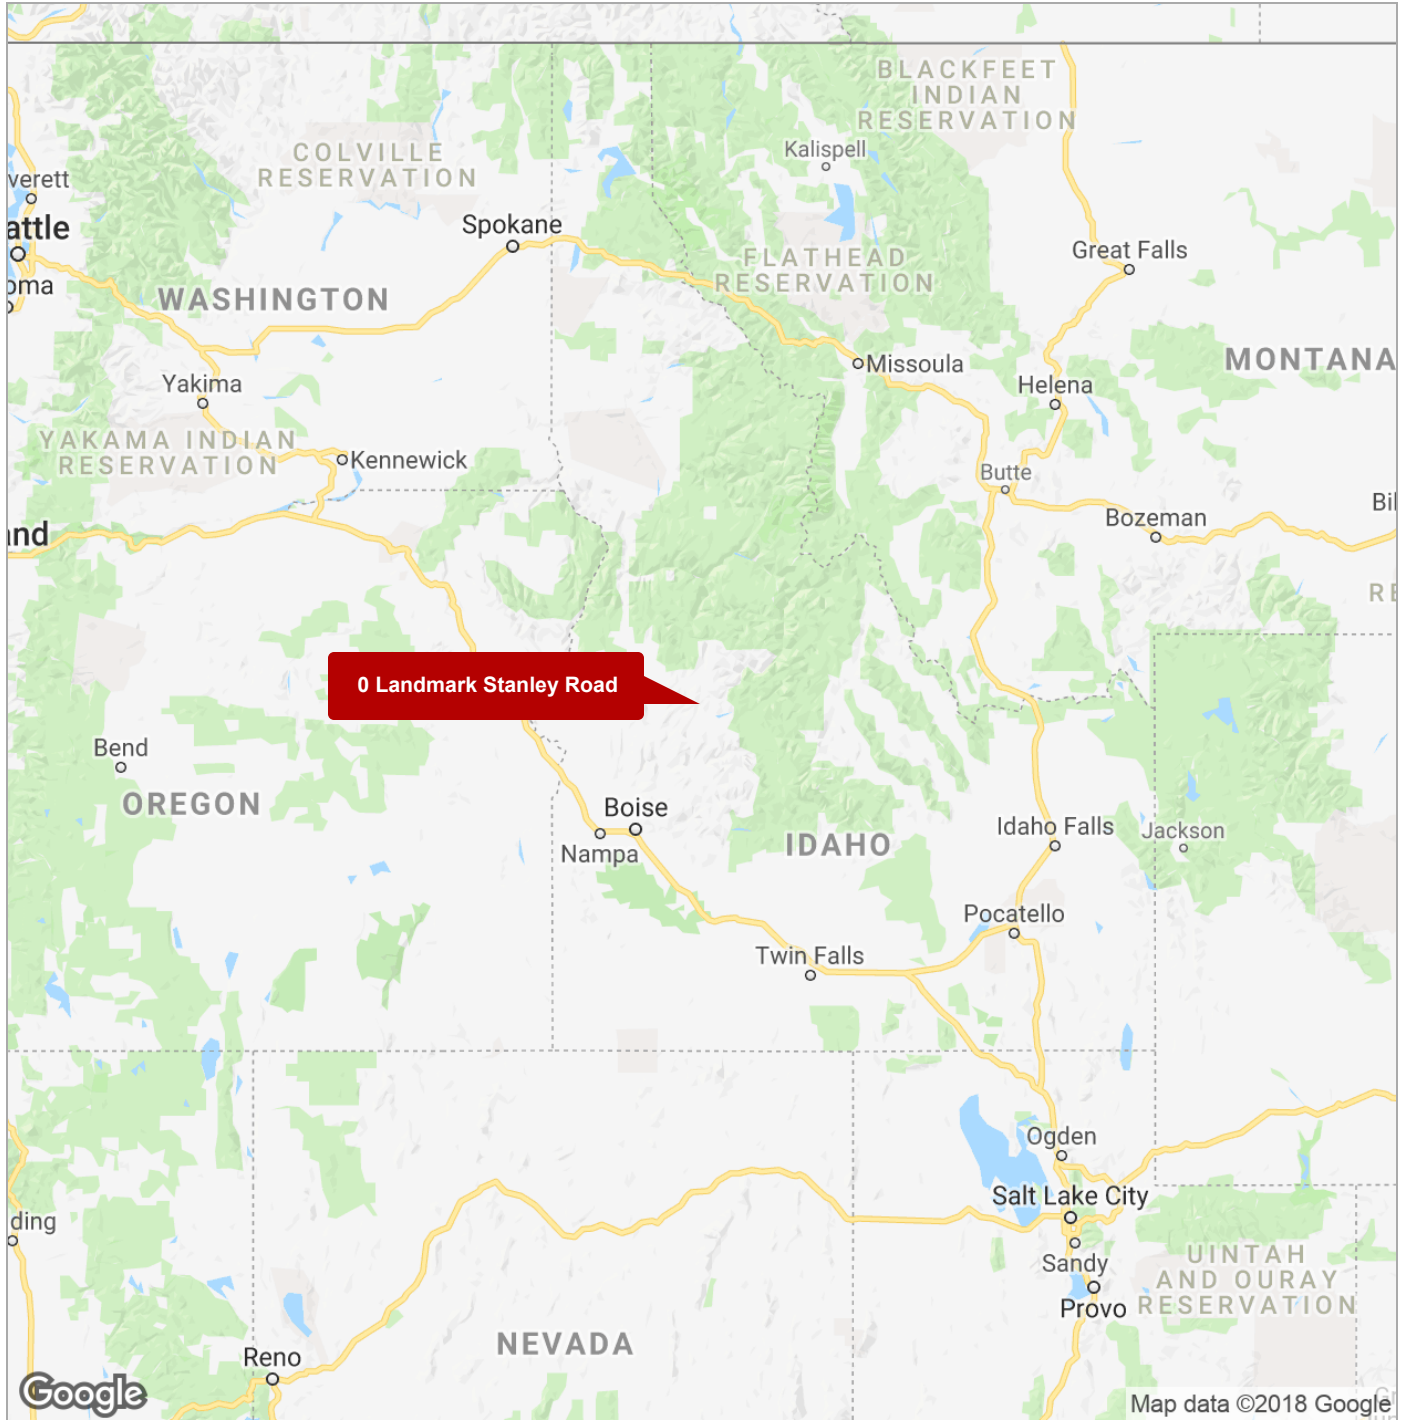 BLACKFEET
INDIAN
RESERVATION
Kalispell
COLVILLE
RESERVATION
verett
attle
Spokane
oma
WASHINGTON
FLATHEAD
RESERVATION
Great Falls
MONTANA
Missoula
Yakima
Helena
YAKAMA INDIAN
RESERVATION
Kennewick
Butte
Bil
Bozeman
and
RE
0 Landmark Stanley Road
Bend
OREGON
Boise
Nampa
IDAHO
Idaho Falls
Jackson
Pocatello
Twin Falls
Ogden
Salt Lake City
ding
Sandy
UINTAH
AND OURAY
RESERVATION
Provo
NEVADA
Reno
Google
Map data ©2018 Google